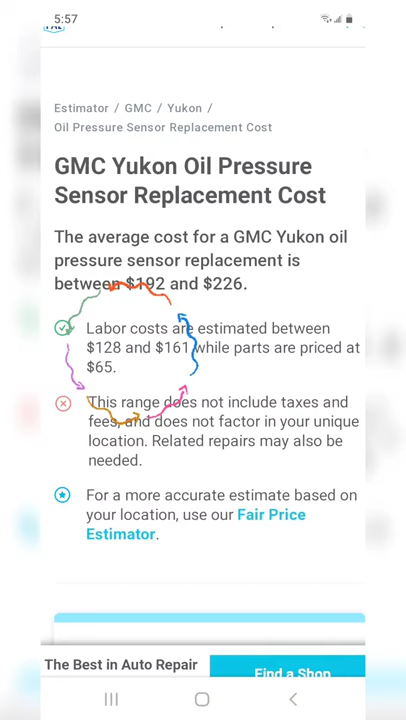 5:57
Estimator / GMC / Yukon /
Oil Pressure Sensor Replacement Cost
GMC Yukon Oil Pressure
Sensor Replacement Cost
The average cost for a GMC Yukon oil
pressure sensor replacement is
between $192 and $226.
Labor costs are estimated between
$128 and $161 while parts are priced at
$65.
This range does not include taxes and
fees, and does not factor in your unique
location. Related repairs may also be
needed.
For a more accurate estimate based on
your location, use our Fair Price
Estimator.
The Best in Auto Repair
Find a Shop